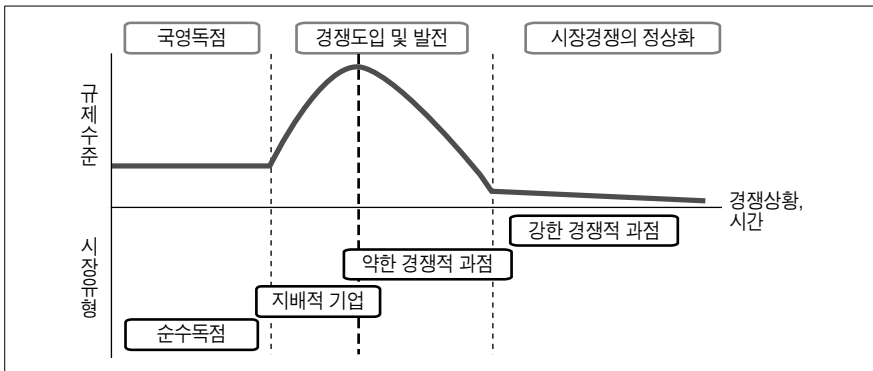 국영독점
경쟁도입 및 발전
시장경쟁의 정상화
규제수준
경쟁상황,
시간
시장유형
강한 경쟁적 과점
약한 경쟁적 과점
지배적 기업
순수독점